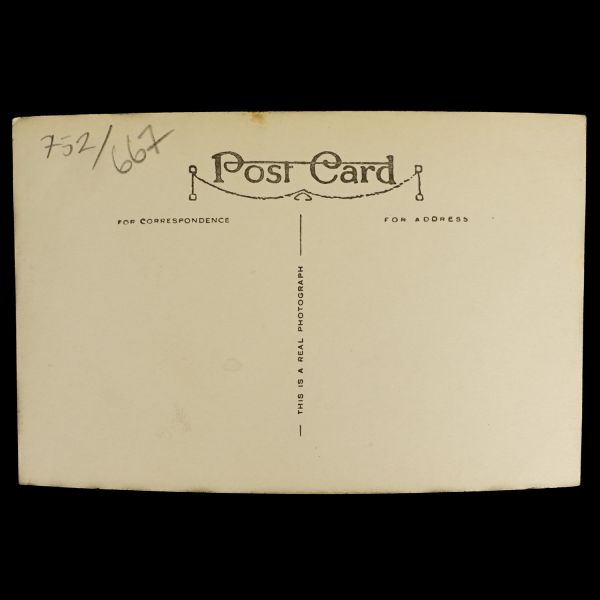 752/667
Post Card
FOR CORRESPONDENCE
FOR ADDRESS
THIS IS A REAL PHOTOGRAPH